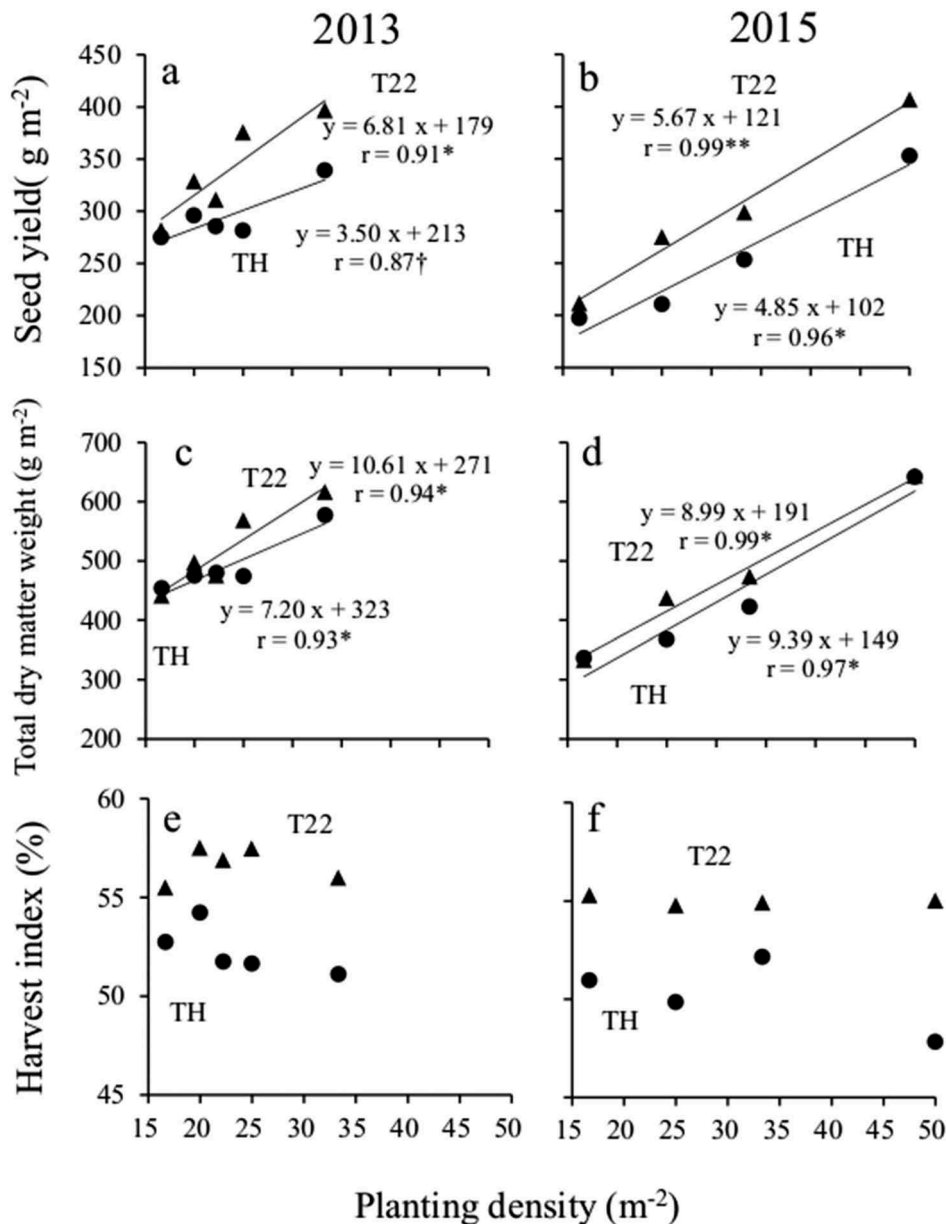 2013
2015
Seed yield( g m-2)
450
400
350
300
250
200
150
a
T22
y = 6.81 x + 179
r = 0.91*
y = 3.50 x + 213
TH
r = 0.87†
b
T22
y = 5.67 x + 121
r = 0.99**
TH
y = 4.85 x + 102
r = 0.96*
Total dry matter weight (g m-2)
700
600
500
400
300
200
c
T22
y = 10.61 x + 271
r = 0.94*
y = 7.20 x + 323
r = 0.93*
TH
d
y = 8.99 x + 191
T22
r = 0.99*
y = 9.39 x + 149
r = 0.97*
TH
Harvest index (%)
60
55
50
45
e
T22
TH
f
T22
TH
15 20 25 30 35 40 45 50
15 20 25 30 35 40 45 50
Planting density (m-2)